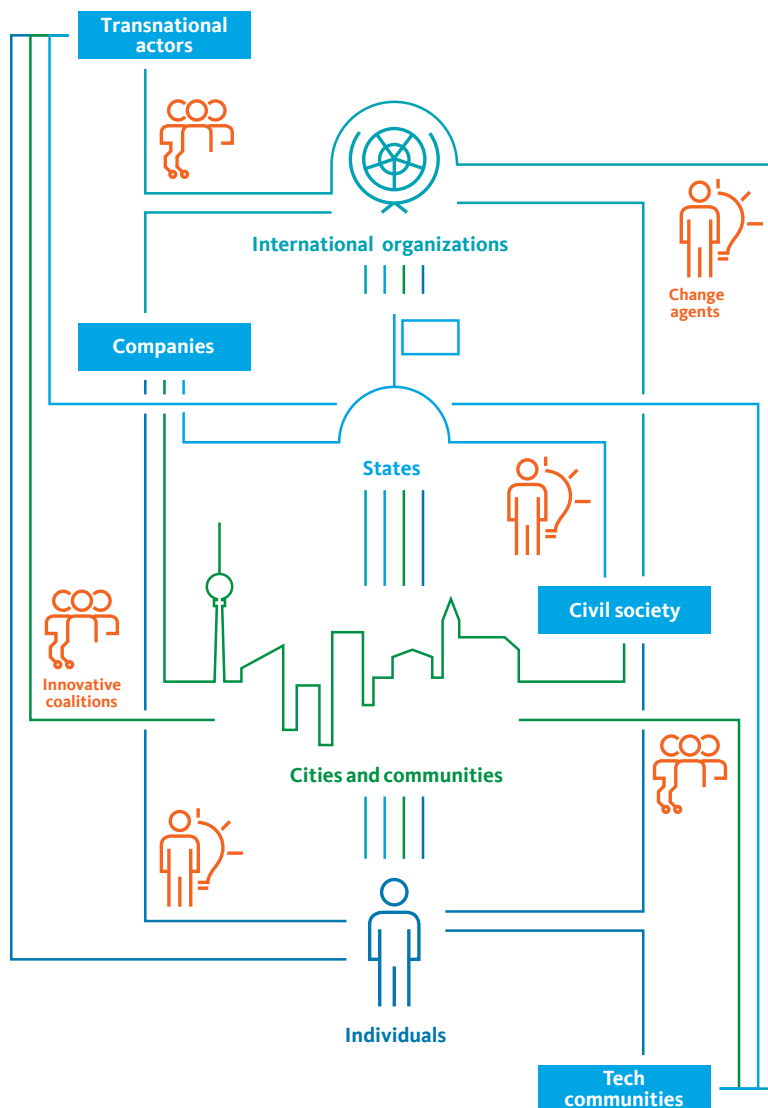 Transnational
actors
International organizations
Change
agents
Companies
States
Civil society
Innovative
coalitions
Cities and communities
Individuals
Tech
communities